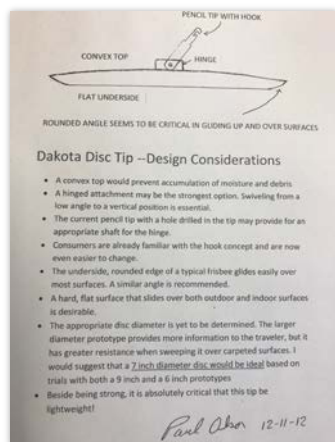 PENCIL TIP WITH HOOK
CONVEX TOP
HINGE
FLAT UNDERSIDE
ROUNDED ANGLE SEEMS TO BE CRITICAL IN GLIDING UP AND OVER SURFACES
Dakota Disc Tip --Design Considerations
• A convex top would prevent accumulation of moisture and debris
• A hinged attachment may be the strongest option. Swiveling from a
low angle to a vertical position is essential.
• The current pencil tip with a hole drilled in the tip may provide for an
appropriate shaft for the hinge.
• Consumers are already familiar with the hook concept and are now
even easier to change.
• The underside, rounded edge of a typical frisbee glides easily over
most surfaces. A similar angle is recommended.
• A hard, flat surface that slides over both outdoor and indoor surfaces
is desirable.
• The appropriate disc diameter is yet to be determined. The larger
diameter prototype provides more information to the traveler, but it
has greater resistance when sweeping it over carpeted surfaces. I
would suggest that a 7 inch diameter disc would be ideal based on
trials with both a 9 inch and a 6 inch prototypes
• Beside being strong, it is absolutely critical that this tip be
lightweight!
Paul Olson 12-11-12